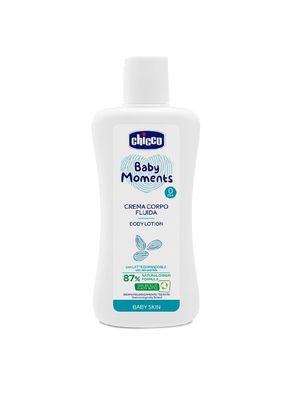 chicco
Baby
Moments
0
CREMA CORPO
FLUIDA
BODY LOTION
87%
NATURAL ORIGIN
FORMULA
BABY SKIN